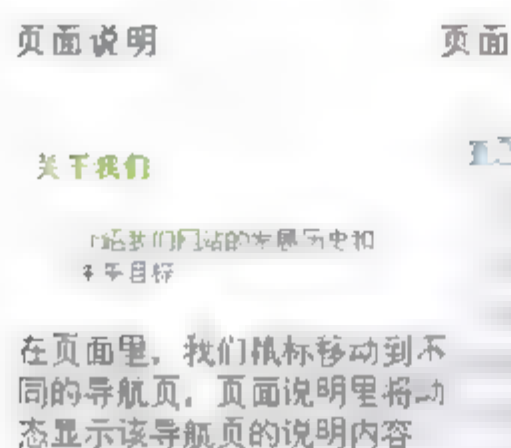 页面说明
页面
关于我们
我们网站的发展历史和
目标
在页面里，我们鼠标移动到不
同的导航页，页面说明里将动
态显示该导航页的说明内容